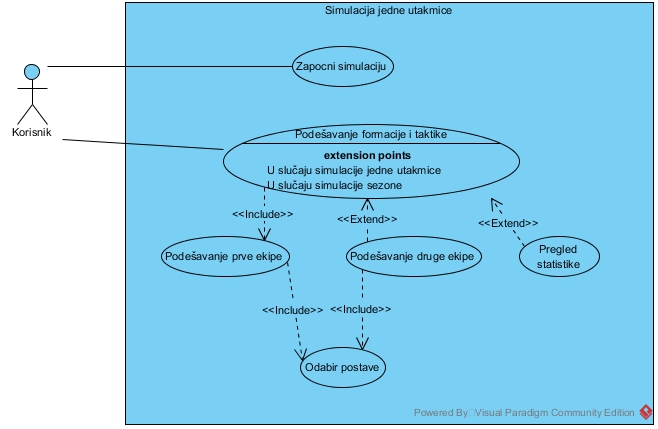 Simulacija jedne utakmice
Zapocni simulaciju
Korisnik
Podešavanje formacije i taktike
extension points
U slučaju simulacije jedne utakmice
U slučaju simulacije sezone
<<Include>>
<<Extend>>
<<Extend>>
Podešavanje prve ekipe
Podešavanje druge ekipe
Pregled
statistike
<<Include>>
<<Include>>
Odabir postave
Powered By Visual Paradigm Community Edition